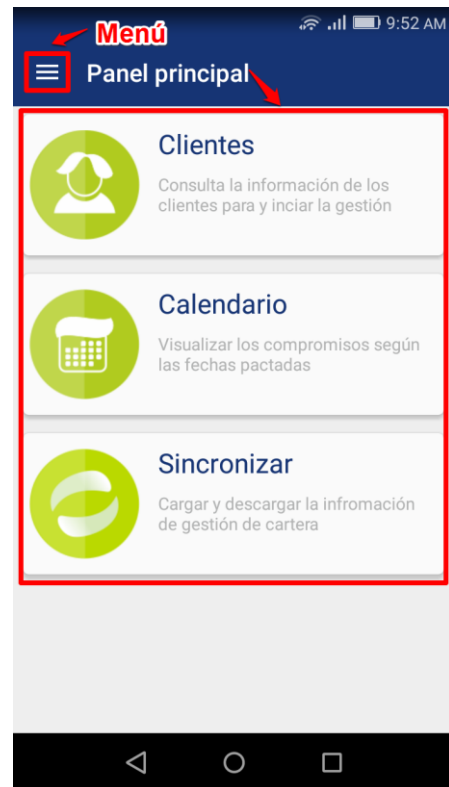 9:52 AM
Menú
Panel principal
Clientes
Consulta la información de los
clientes para y inciar la gestión
Calendario
Visualizar los compromisos según
las fechas pactadas
Sincronizar
Cargar y descargar la infromación
de gestión de cartera